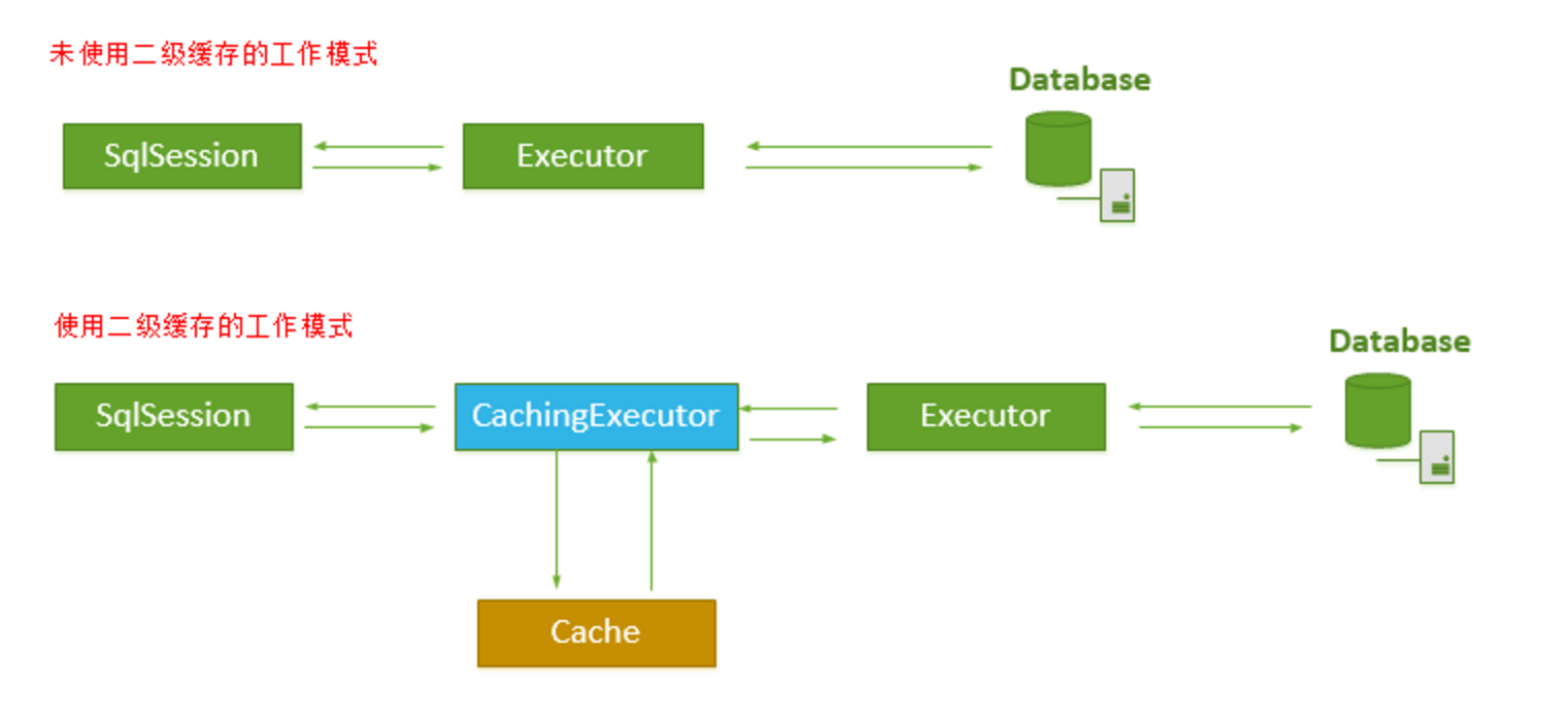 未使用二级缓存的工作模式
Database
SqlSession
Executor
使用二级缓存的工作模式
Database
SqlSession
CachingExecutor
Executor
Cache